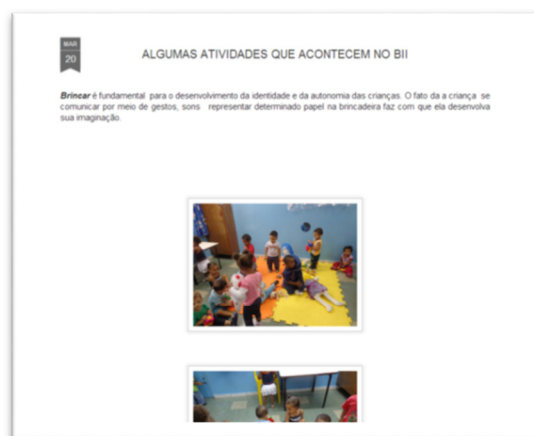 MAR
20
ALGUMAS ATIVIDADES QUE ACONTECEM NO BII
Brincar é fundamental para o desenvolvimento da identidade e da autonomia das crianças. O fato da a criança se
comunicar por meio de gestos, sons representar determinado papel na brincadeira faz com que ela desenvolva
sua imaginação.